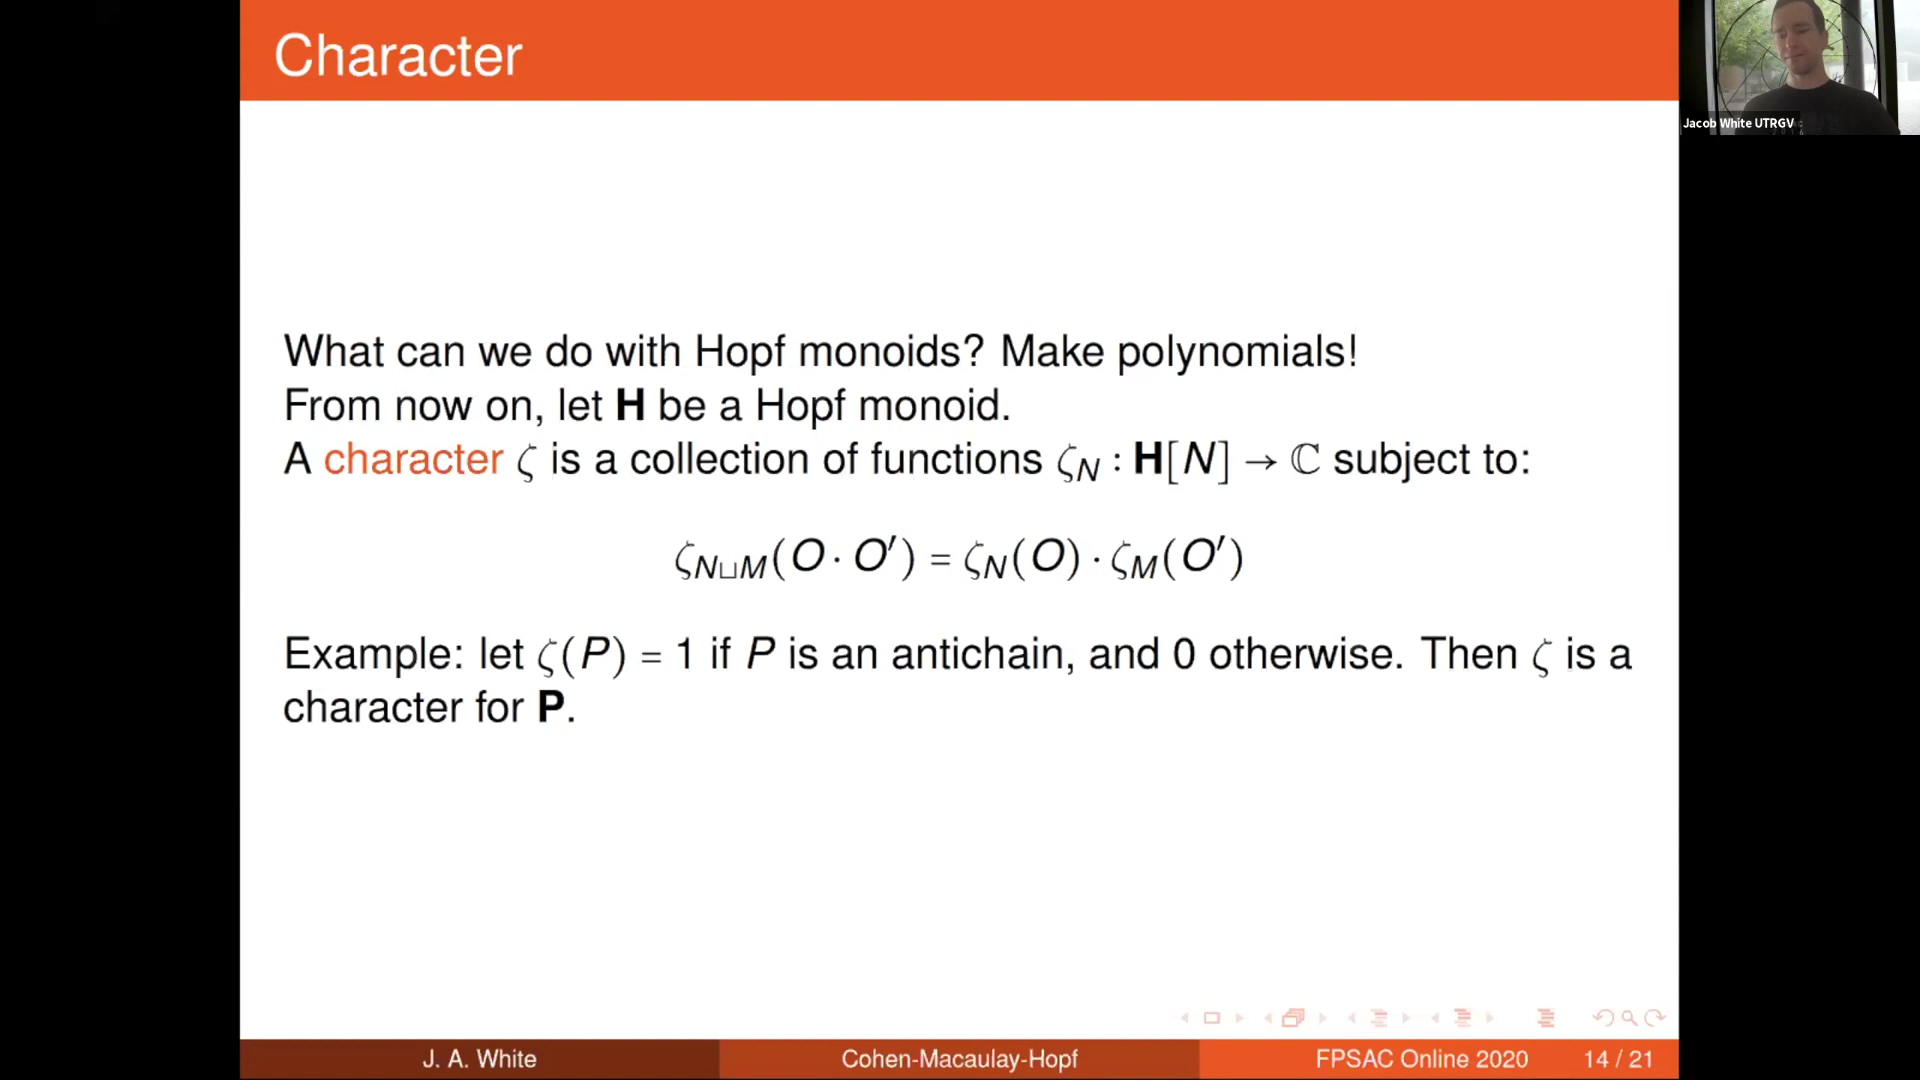 Character
Jacob White UTRGV
What can we do with Hopf monoids? Make polynomials!
From now on, let H be a Hopf monoid.
A character ζ is a collection of functions ζ_N : H[N] → ℂ subject to:
ζ_{N⊔M}(O · O′) = ζ_N(O) · ζ_M(O′)
Example: let ζ(P) = 1 if P is an antichain, and 0 otherwise. Then ζ is a
character for P.
J. A. White Cohen-Macaulay-Hopf FPSAC Online 2020 14 / 21